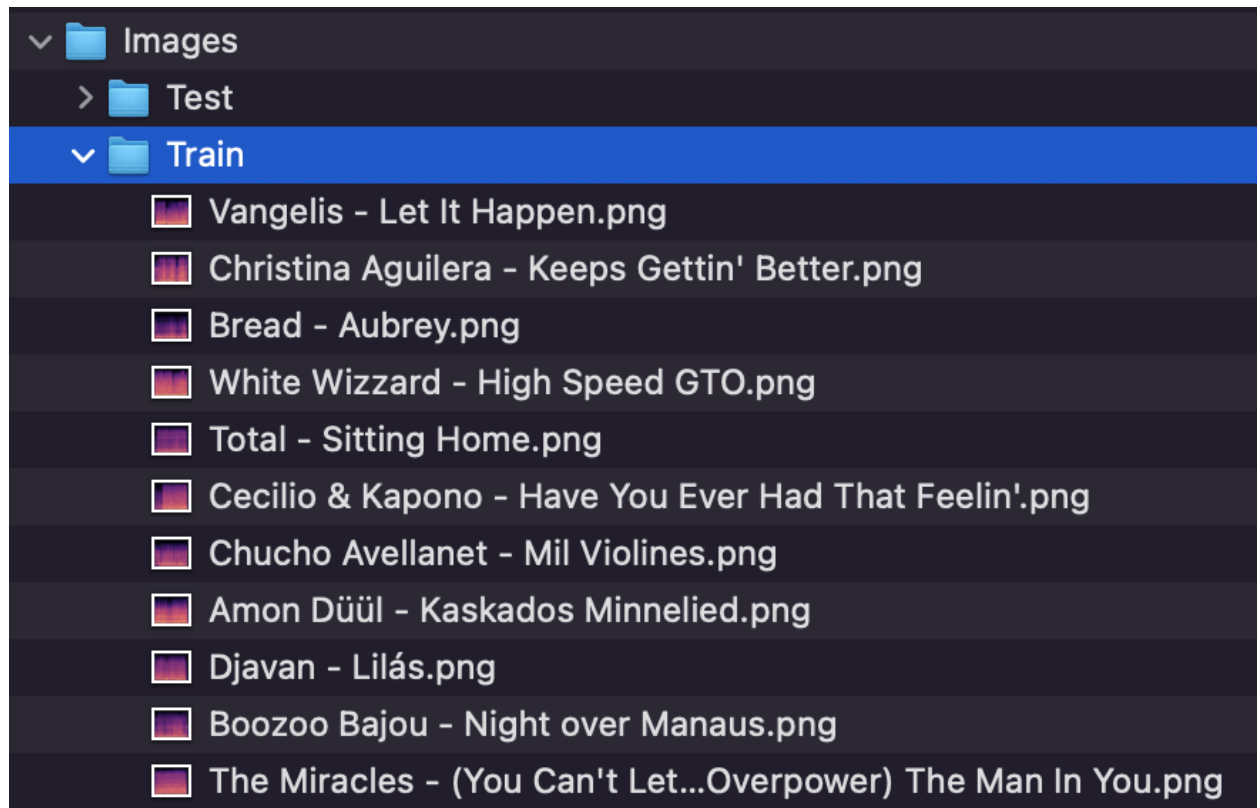 Images
Test
Train
Vangelis - Let It Happen.png
Christina Aguilera - Keeps Gettin' Better.png
Bread - Aubrey.png
White Wizzard - High Speed GTO.png
Total - Sitting Home.png
Cecilio & Kapono - Have You Ever Had That Feelin'.png
Chucho Avellanet - Mil Violines.png
Amon Düül - Kaskados Minnelied.png
Djavan - Lilás.png
Boozoo Bajou - Night over Manaus.png
The Miracles - (You Can't Let...Overpower) The Man In You.png